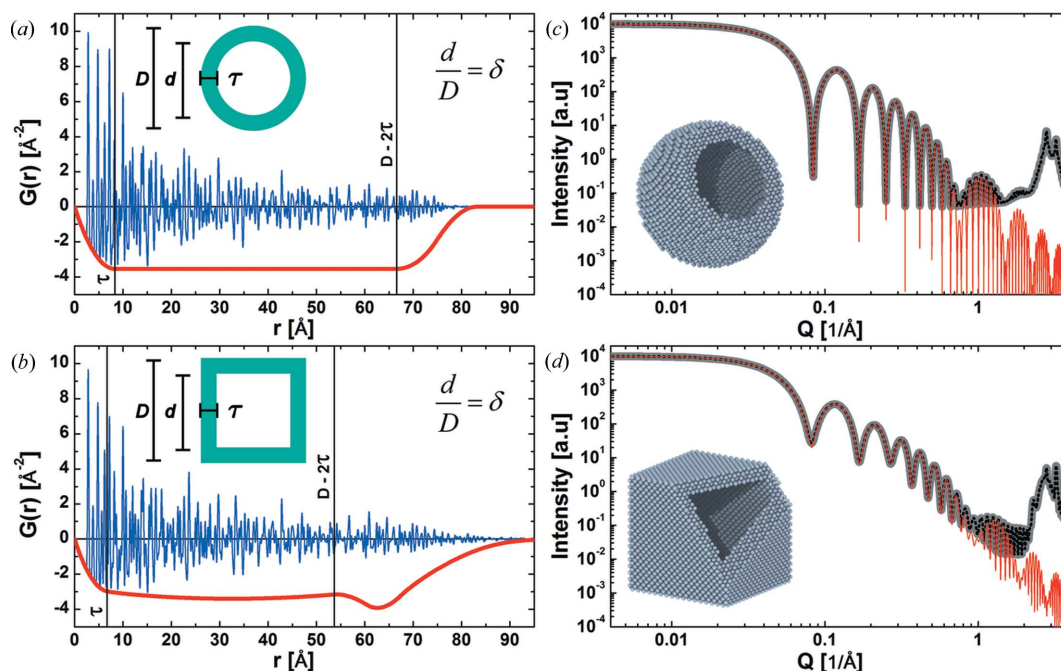 (a)
10
8
6
4
2
0
-2
-4
G(r) [Å⁻²]
D
d
τ
d/D = δ
D - 2τ
τ
0 10 20 30 40 50 60 70 80 90
r [Å]
(b)
10
8
6
4
2
0
-2
-4
G(r) [Å⁻²]
D
d
τ
d/D = δ
D - 2τ
τ
0 10 20 30 40 50 60 70 80 90
r [Å]
(c)
10⁴
10³
10²
10¹
10⁰
10⁻¹
10⁻²
10⁻³
10⁻⁴
Intensity [a.u]
0.01 0.1 1
Q [1/Å]
(d)
10⁴
10³
10²
10¹
10⁰
10⁻¹
10⁻²
10⁻³
10⁻⁴
Intensity [a.u]
0.01 0.1 1
Q [1/Å]